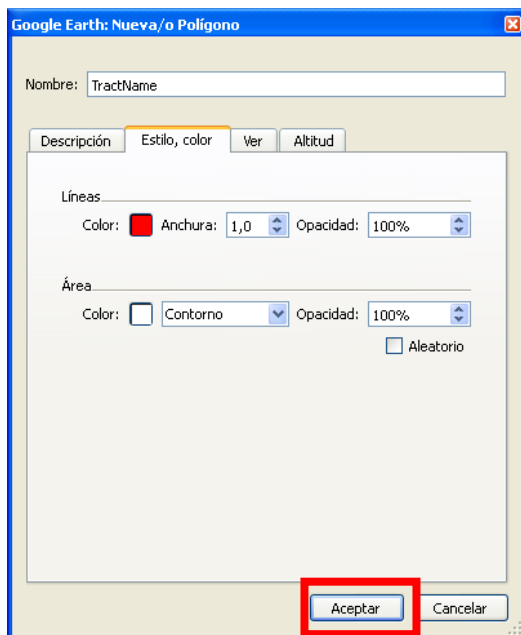 Google Earth: Nueva/o Polígono
Nombre: TractName
Descripción Estilo, color Ver Altitud
Líneas
Color: Anchura: 1,0 Opacidad: 100%
Área
Color: Contorno Opacidad: 100%
Aleatorio
Aceptar Cancelar